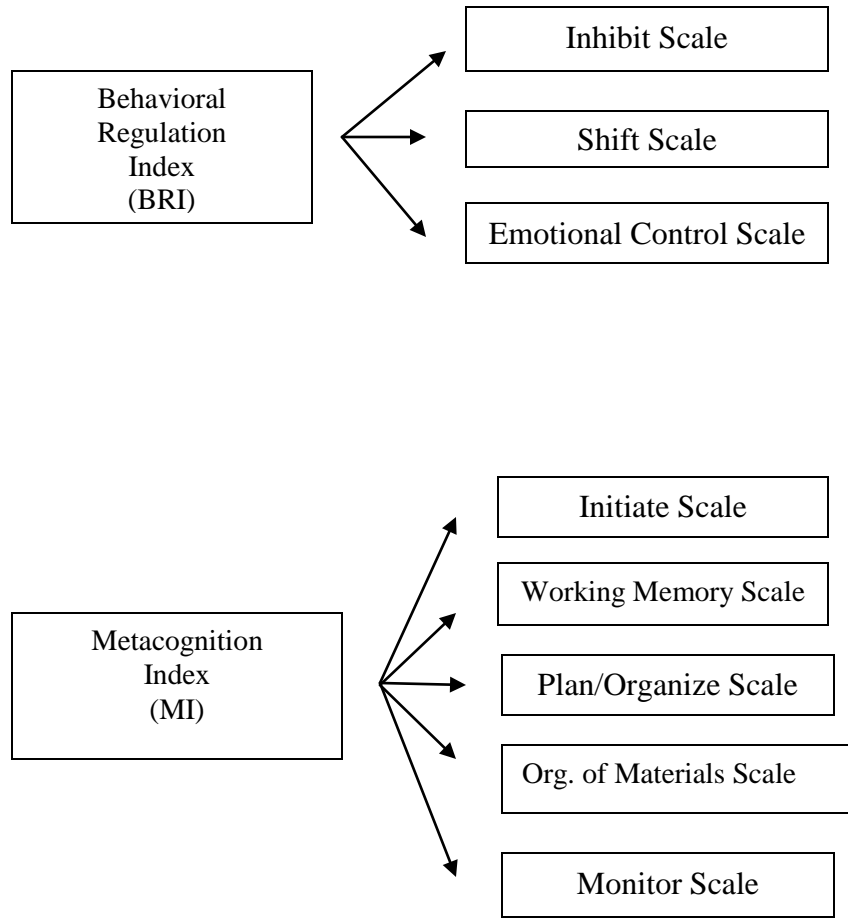 Behavioral
Regulation
Index
(BRI)
Inhibit Scale
Shift Scale
Emotional Control Scale
Metacognition
Index
(MI)
Initiate Scale
Working Memory Scale
Plan/Organize Scale
Org. of Materials Scale
Monitor Scale